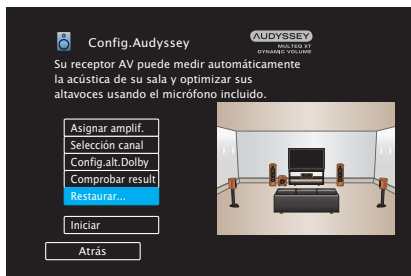 Config.Audyssey
AUDYSSEY
MULTEQ XT
DYNAMIC VOLUME
Su receptor AV puede medir automáticamente
la acústica de su sala y optimizar sus
altavoces usando el micrófono incluido.
Asignar amplif.
Selección canal
Config.alt.Dolby
Comprobar result
Restaurar...
Iniciar
Atrás